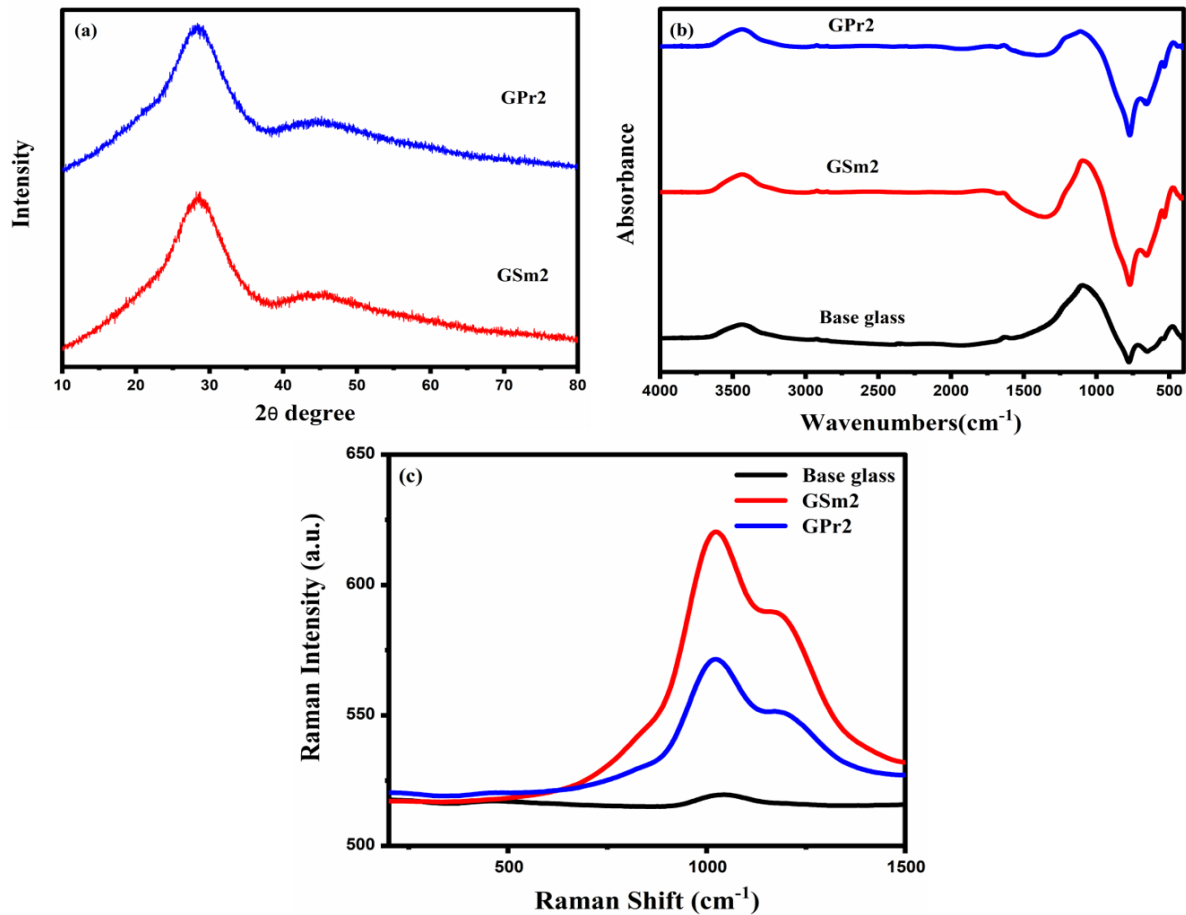 (a)
GPr2
GSm2
Intensity
10 20 30 40 50 60 70 80
2θ degree
(b)
GPr2
GSm2
Base glass
Absorbance
4000 3500 3000 2500 2000 1500 1000 500
Wavenumbers(cm⁻¹)
(c)
Base glass
GSm2
GPr2
650
600
550
500
Raman Intensity (a.u.)
500 1000 1500
Raman Shift (cm⁻¹)